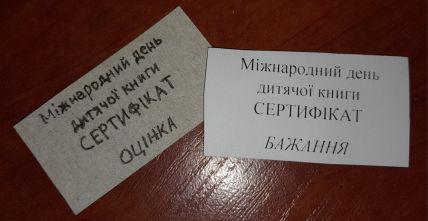 Міжнародний день
дитячої книги
СЕРТИФІКАТ
ОЦІНКА
Міжнародний день
дитячої книги
СЕРТИФІКАТ
БАЖАННЯ